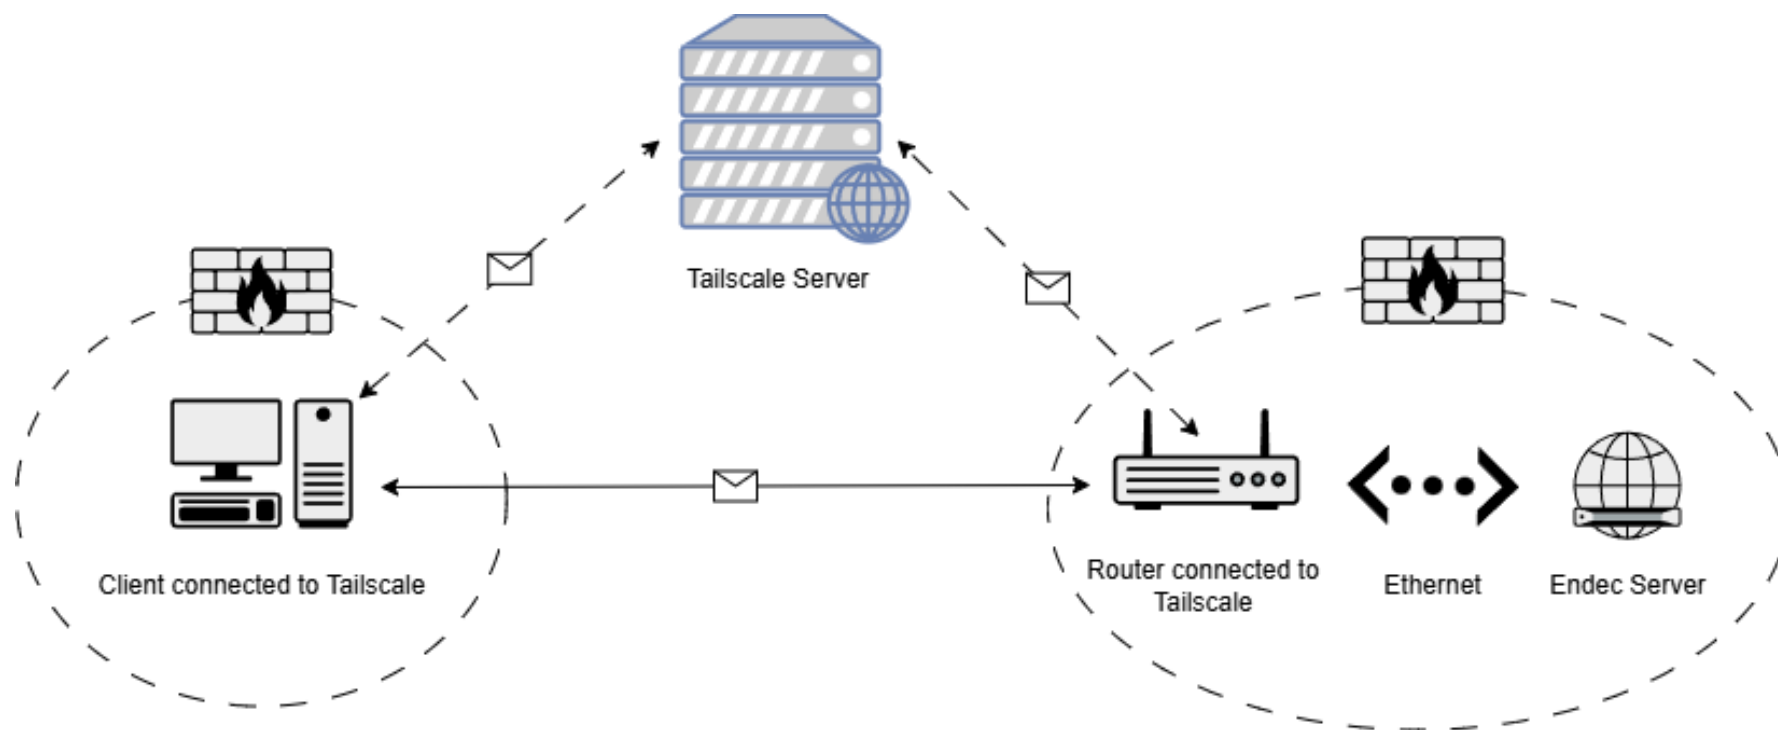 Tailscale Server
Client connected to Tailscale
Router connected to
Tailscale
Ethernet
Endec Server